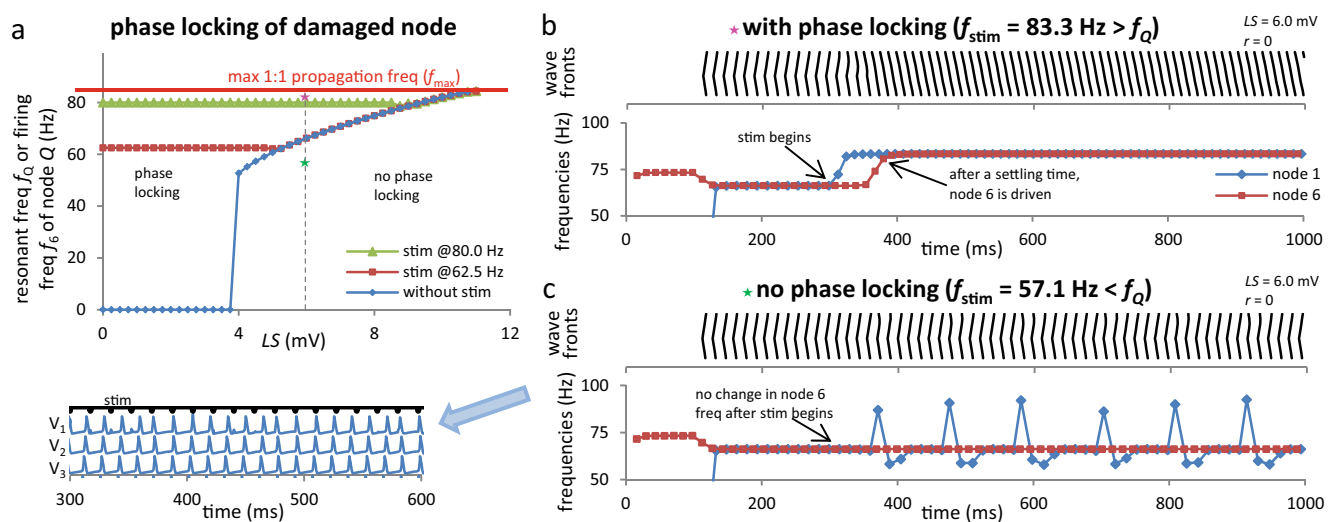 a
phase locking of damaged node
max 1:1 propagation freq (fmax)
resonant freq fQ or firing
freq f6 of node Q (Hz)
80
60
40
20
0
phase
locking
no phase
locking
stim @80.0 Hz
stim @62.5 Hz
without stim
0
4
8
12
LS (mV)
stim
V1
V2
V3
300
400
500
600
time (ms)
b
with phase locking (fstim = 83.3 Hz > fQ)
LS = 6.0 mV
r = 0
wave
fronts
frequencies (Hz)
100
75
50
stim begins
after a settling time,
node 6 is driven
node 1
node 6
0
200
400
600
800
1000
time (ms)
c
no phase locking (fstim = 57.1 Hz < fQ)
LS = 6.0 mV
r = 0
wave
fronts
frequencies (Hz)
100
75
50
no change in node 6
freq after stim begins
0
200
400
600
800
1000
time (ms)